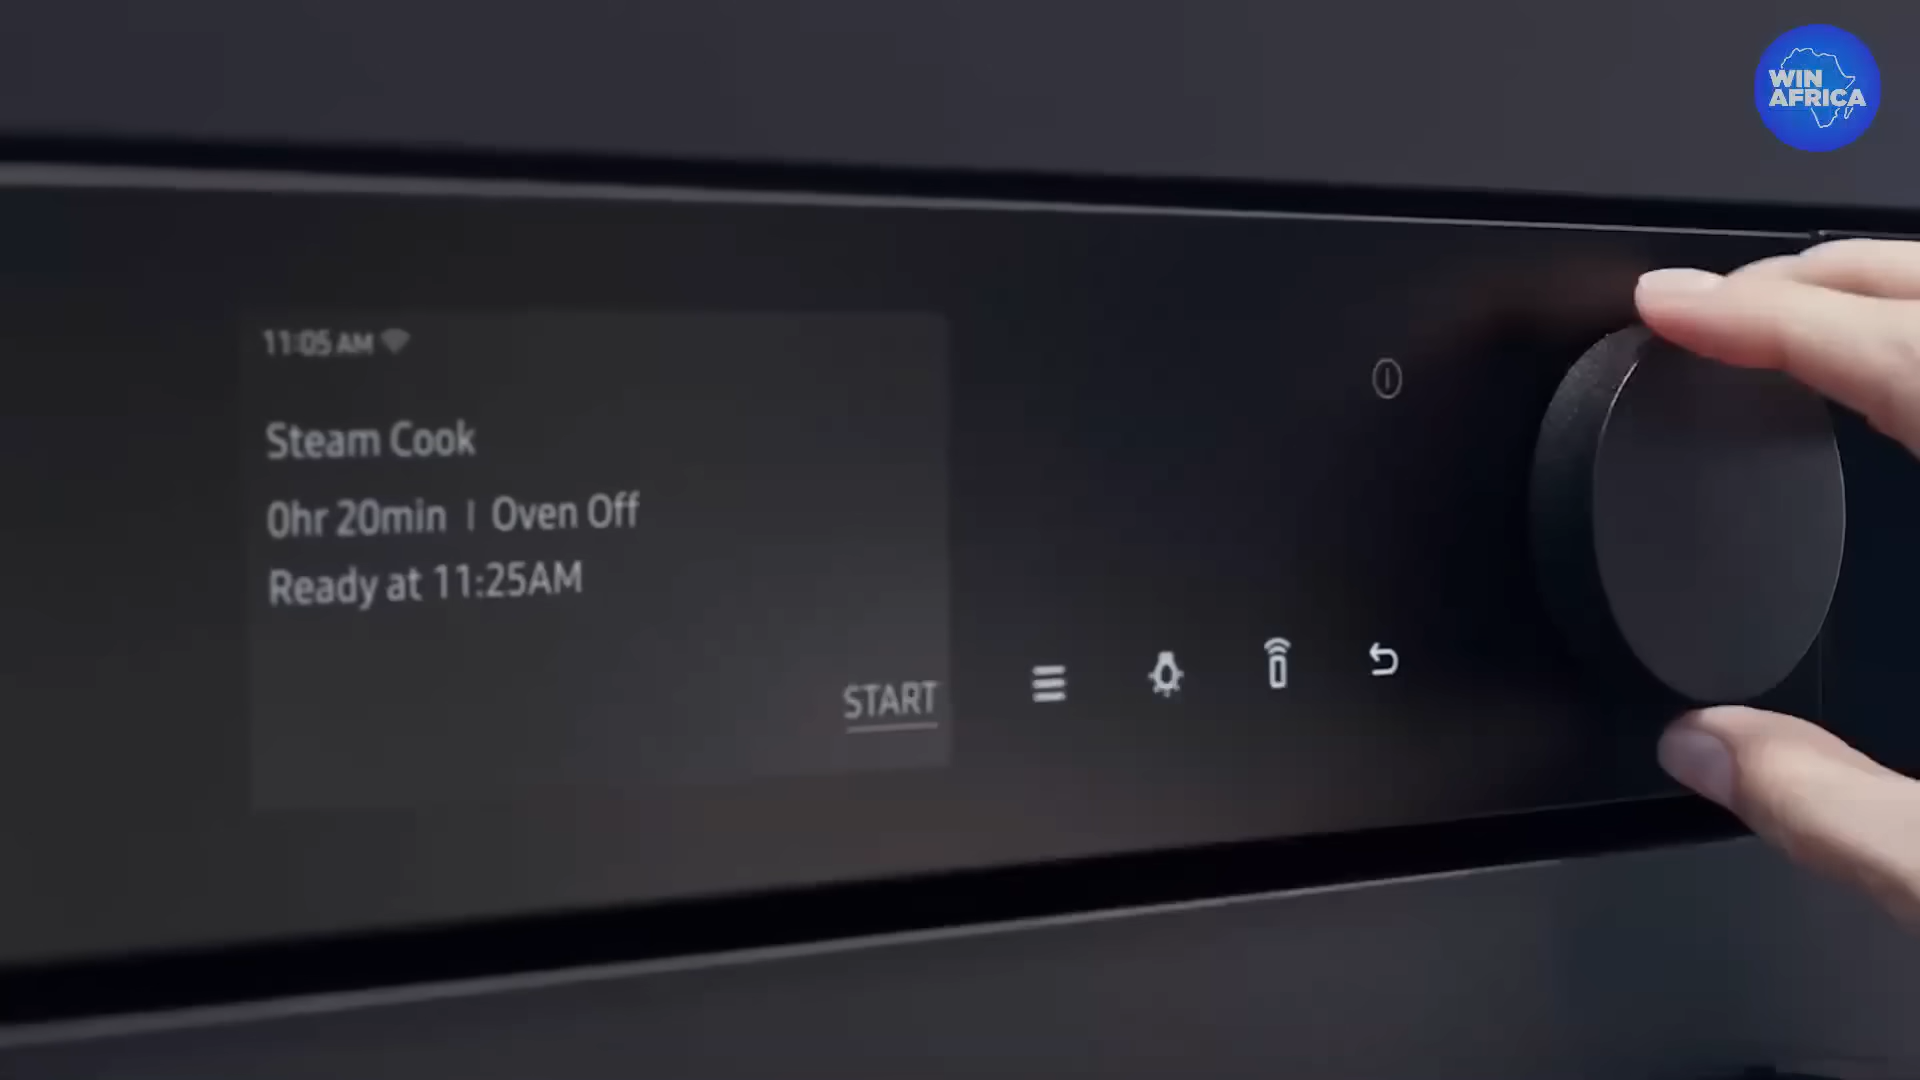 WIN
AFRICA
11:05 AM
Steam Cook
0hr 20min | Oven Off
Ready at 11:25AM
START